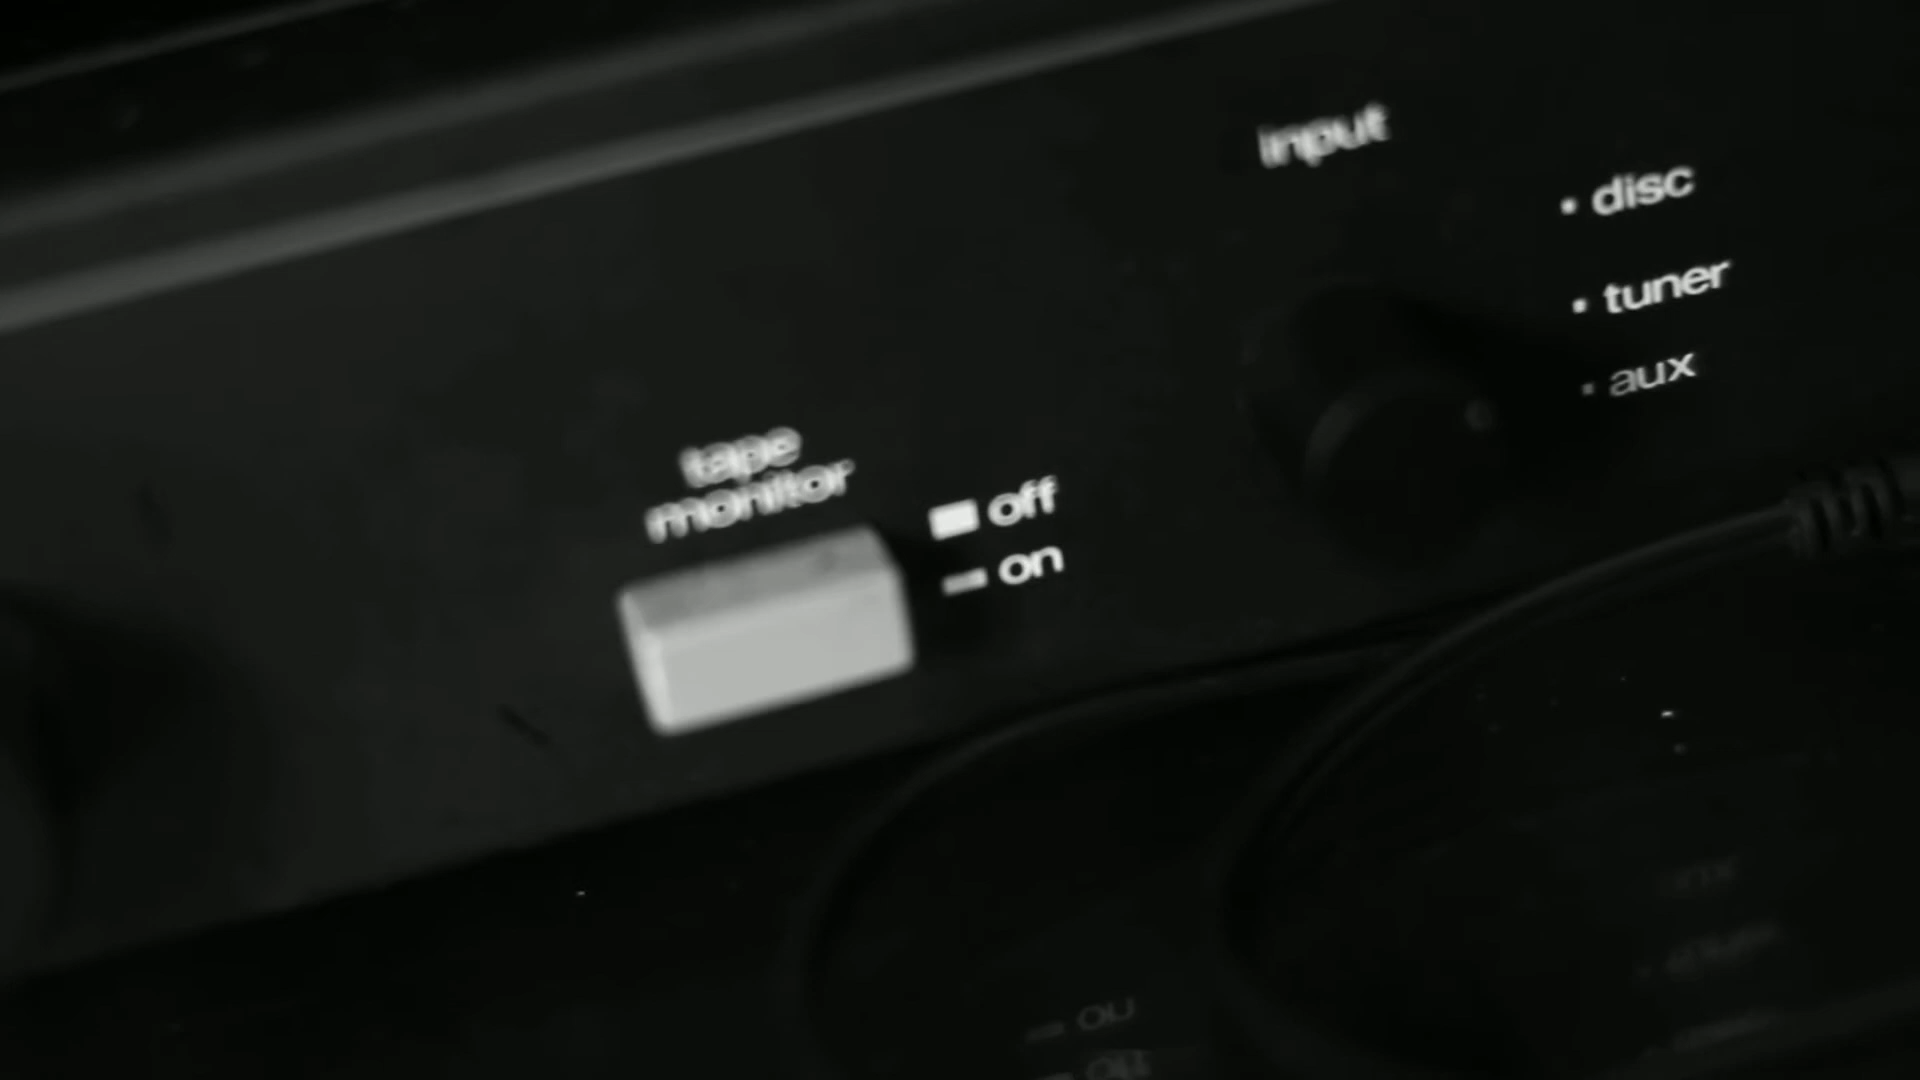 input
• disc
• tuner
• aux
tape
monitor
off
on